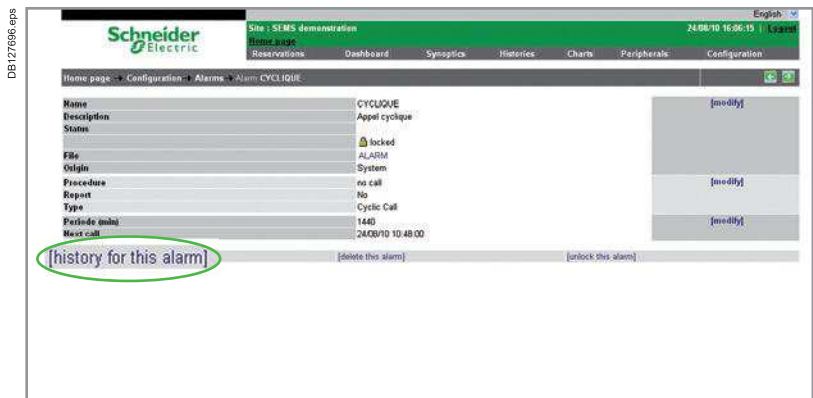 DB127696.eps
English
Schneider Electric
Site : SEMS demonstration
24/08/10 16:06:15 | Logout
Home page
Reservations Dashboard Synoptics Histories Charts Peripherals Configuration
Home page Configuration Alarms Alarm CYCLIQUE
Name CYCLIQUE [modify]
Description Appel cyclique
Status
locked
File ALARM
Origin System
Procedure no call [modify]
Report No
Type Cyclic Call
Periode (min) 1440 [modify]
Next call 24/08/10 10:48:00
[history for this alarm] [delete this alarm] [unlock this alarm]